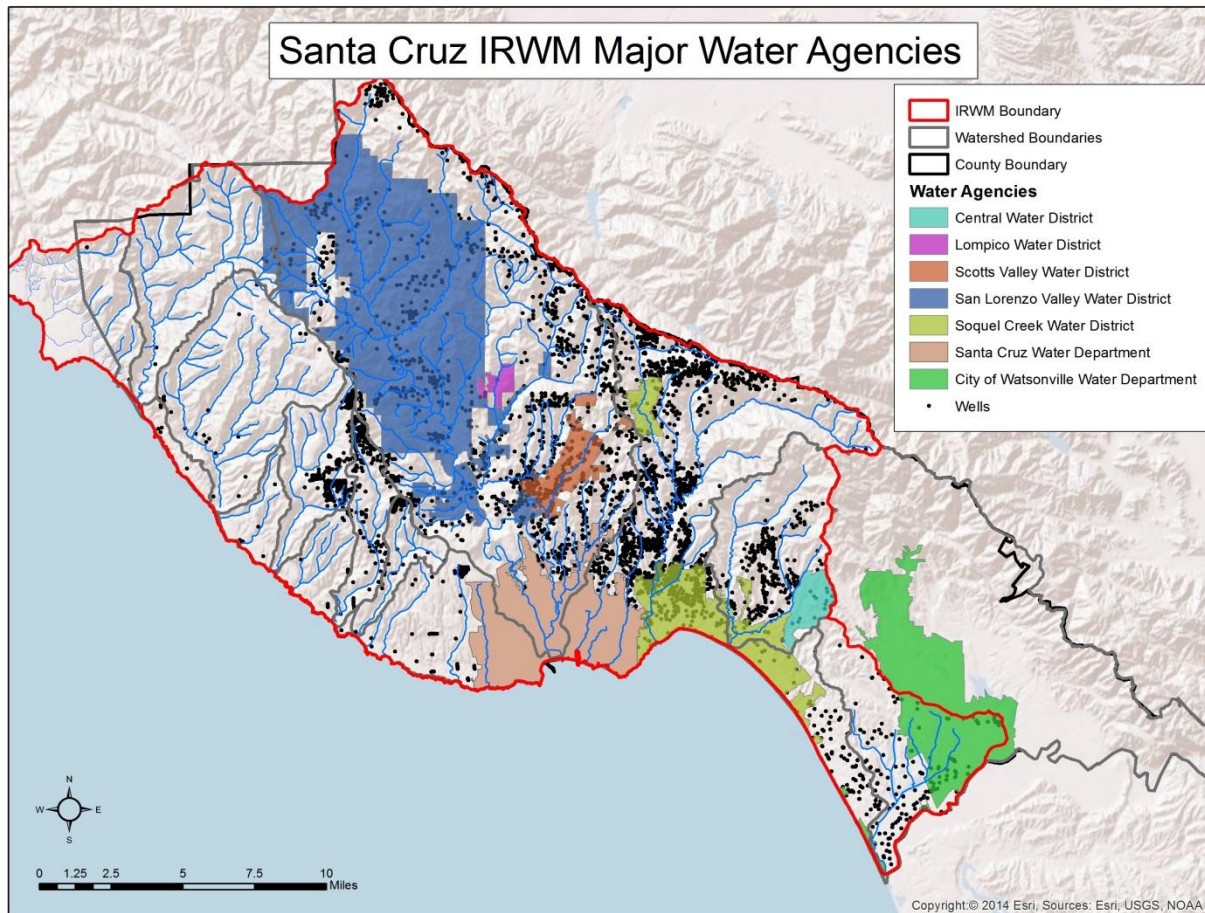 Santa Cruz IRWM Major Water Agencies
IRWM Boundary
Watershed Boundaries
County Boundary
Water Agencies
Central Water District
Lompico Water District
Scotts Valley Water District
San Lorenzo Valley Water District
Soquel Creek Water District
Santa Cruz Water Department
City of Watsonville Water Department
Wells
N
W E
S
0 1.25 2.5 5 7.5 10
Miles
Copyright:© 2014 Esri, Sources: Esri, USGS, NOAA